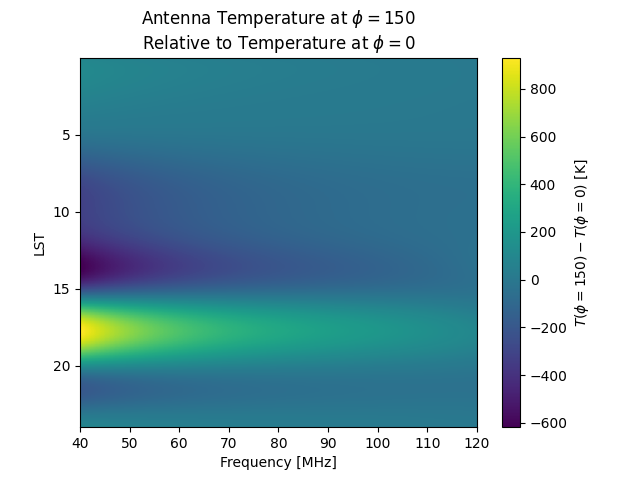 Antenna Temperature at ϕ = 150
Relative to Temperature at ϕ = 0
LST
5
10
15
20
40 50 60 70 80 90 100 110 120
Frequency [MHz]
800
600
400
200
0
−200
−400
−600
T(ϕ = 150) − T(ϕ = 0) [K]